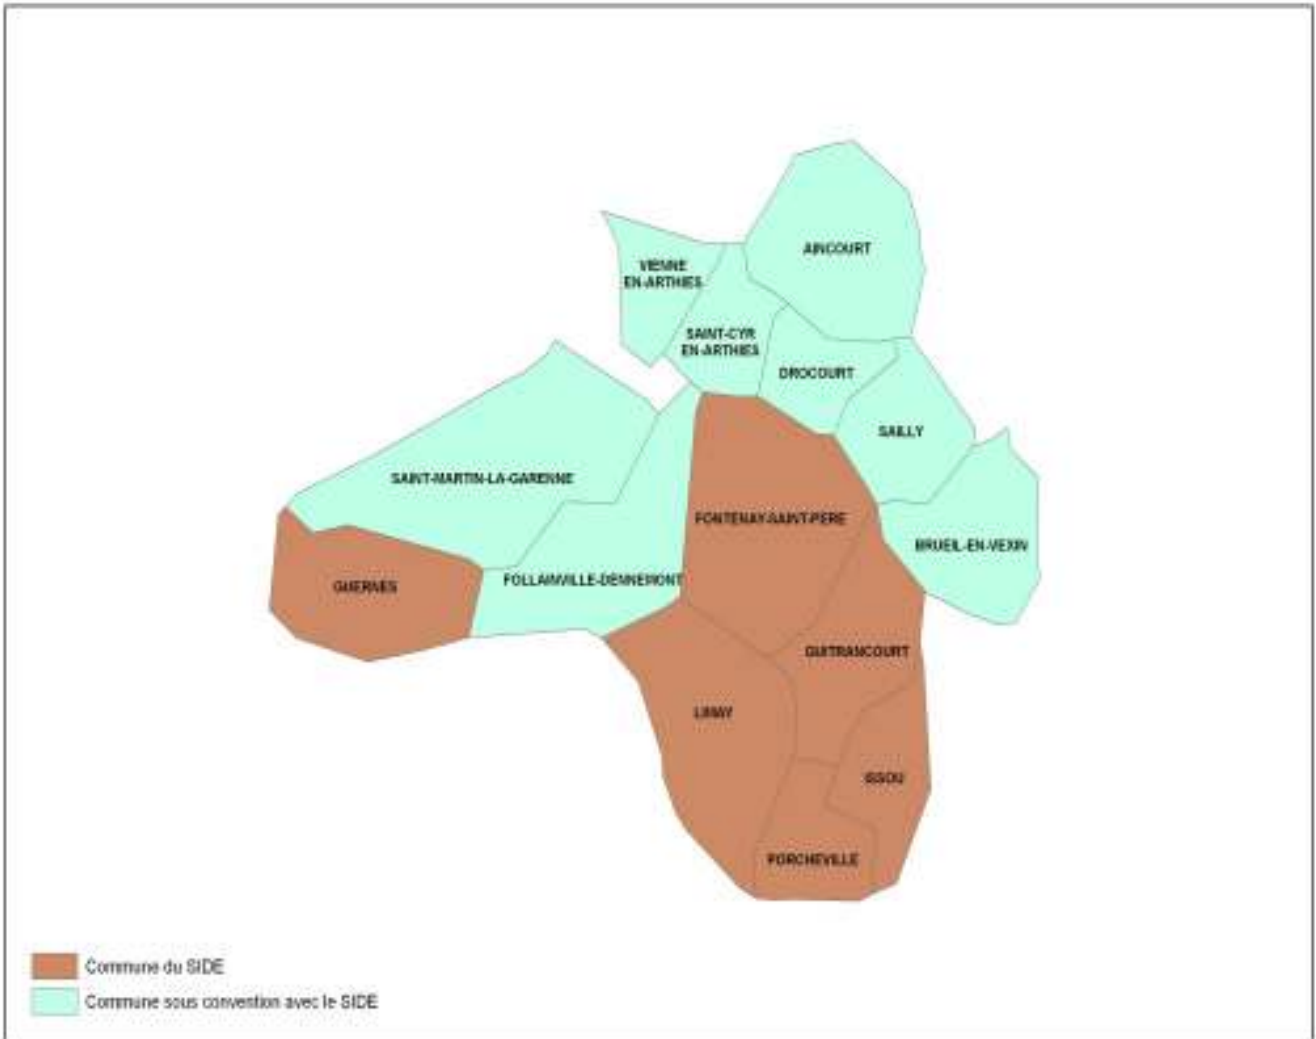 AINCOURT
VIENNE
EN-ARTHIES
SAINT-CYR
EN-ARTHIES
DROCOURT
SAILLY
SAINT-MARTIN-LA-GARENNE
FONTENAY-SAINT-PERE
BRUEIL-EN-VEXIN
FOLLAINVILLE-DENNEMONT
GUERNES
GUITRANCOURT
LIMAY
ISSOU
PORCHEVILLE
Commune du SIDE
Commune sous convention avec le SIDE